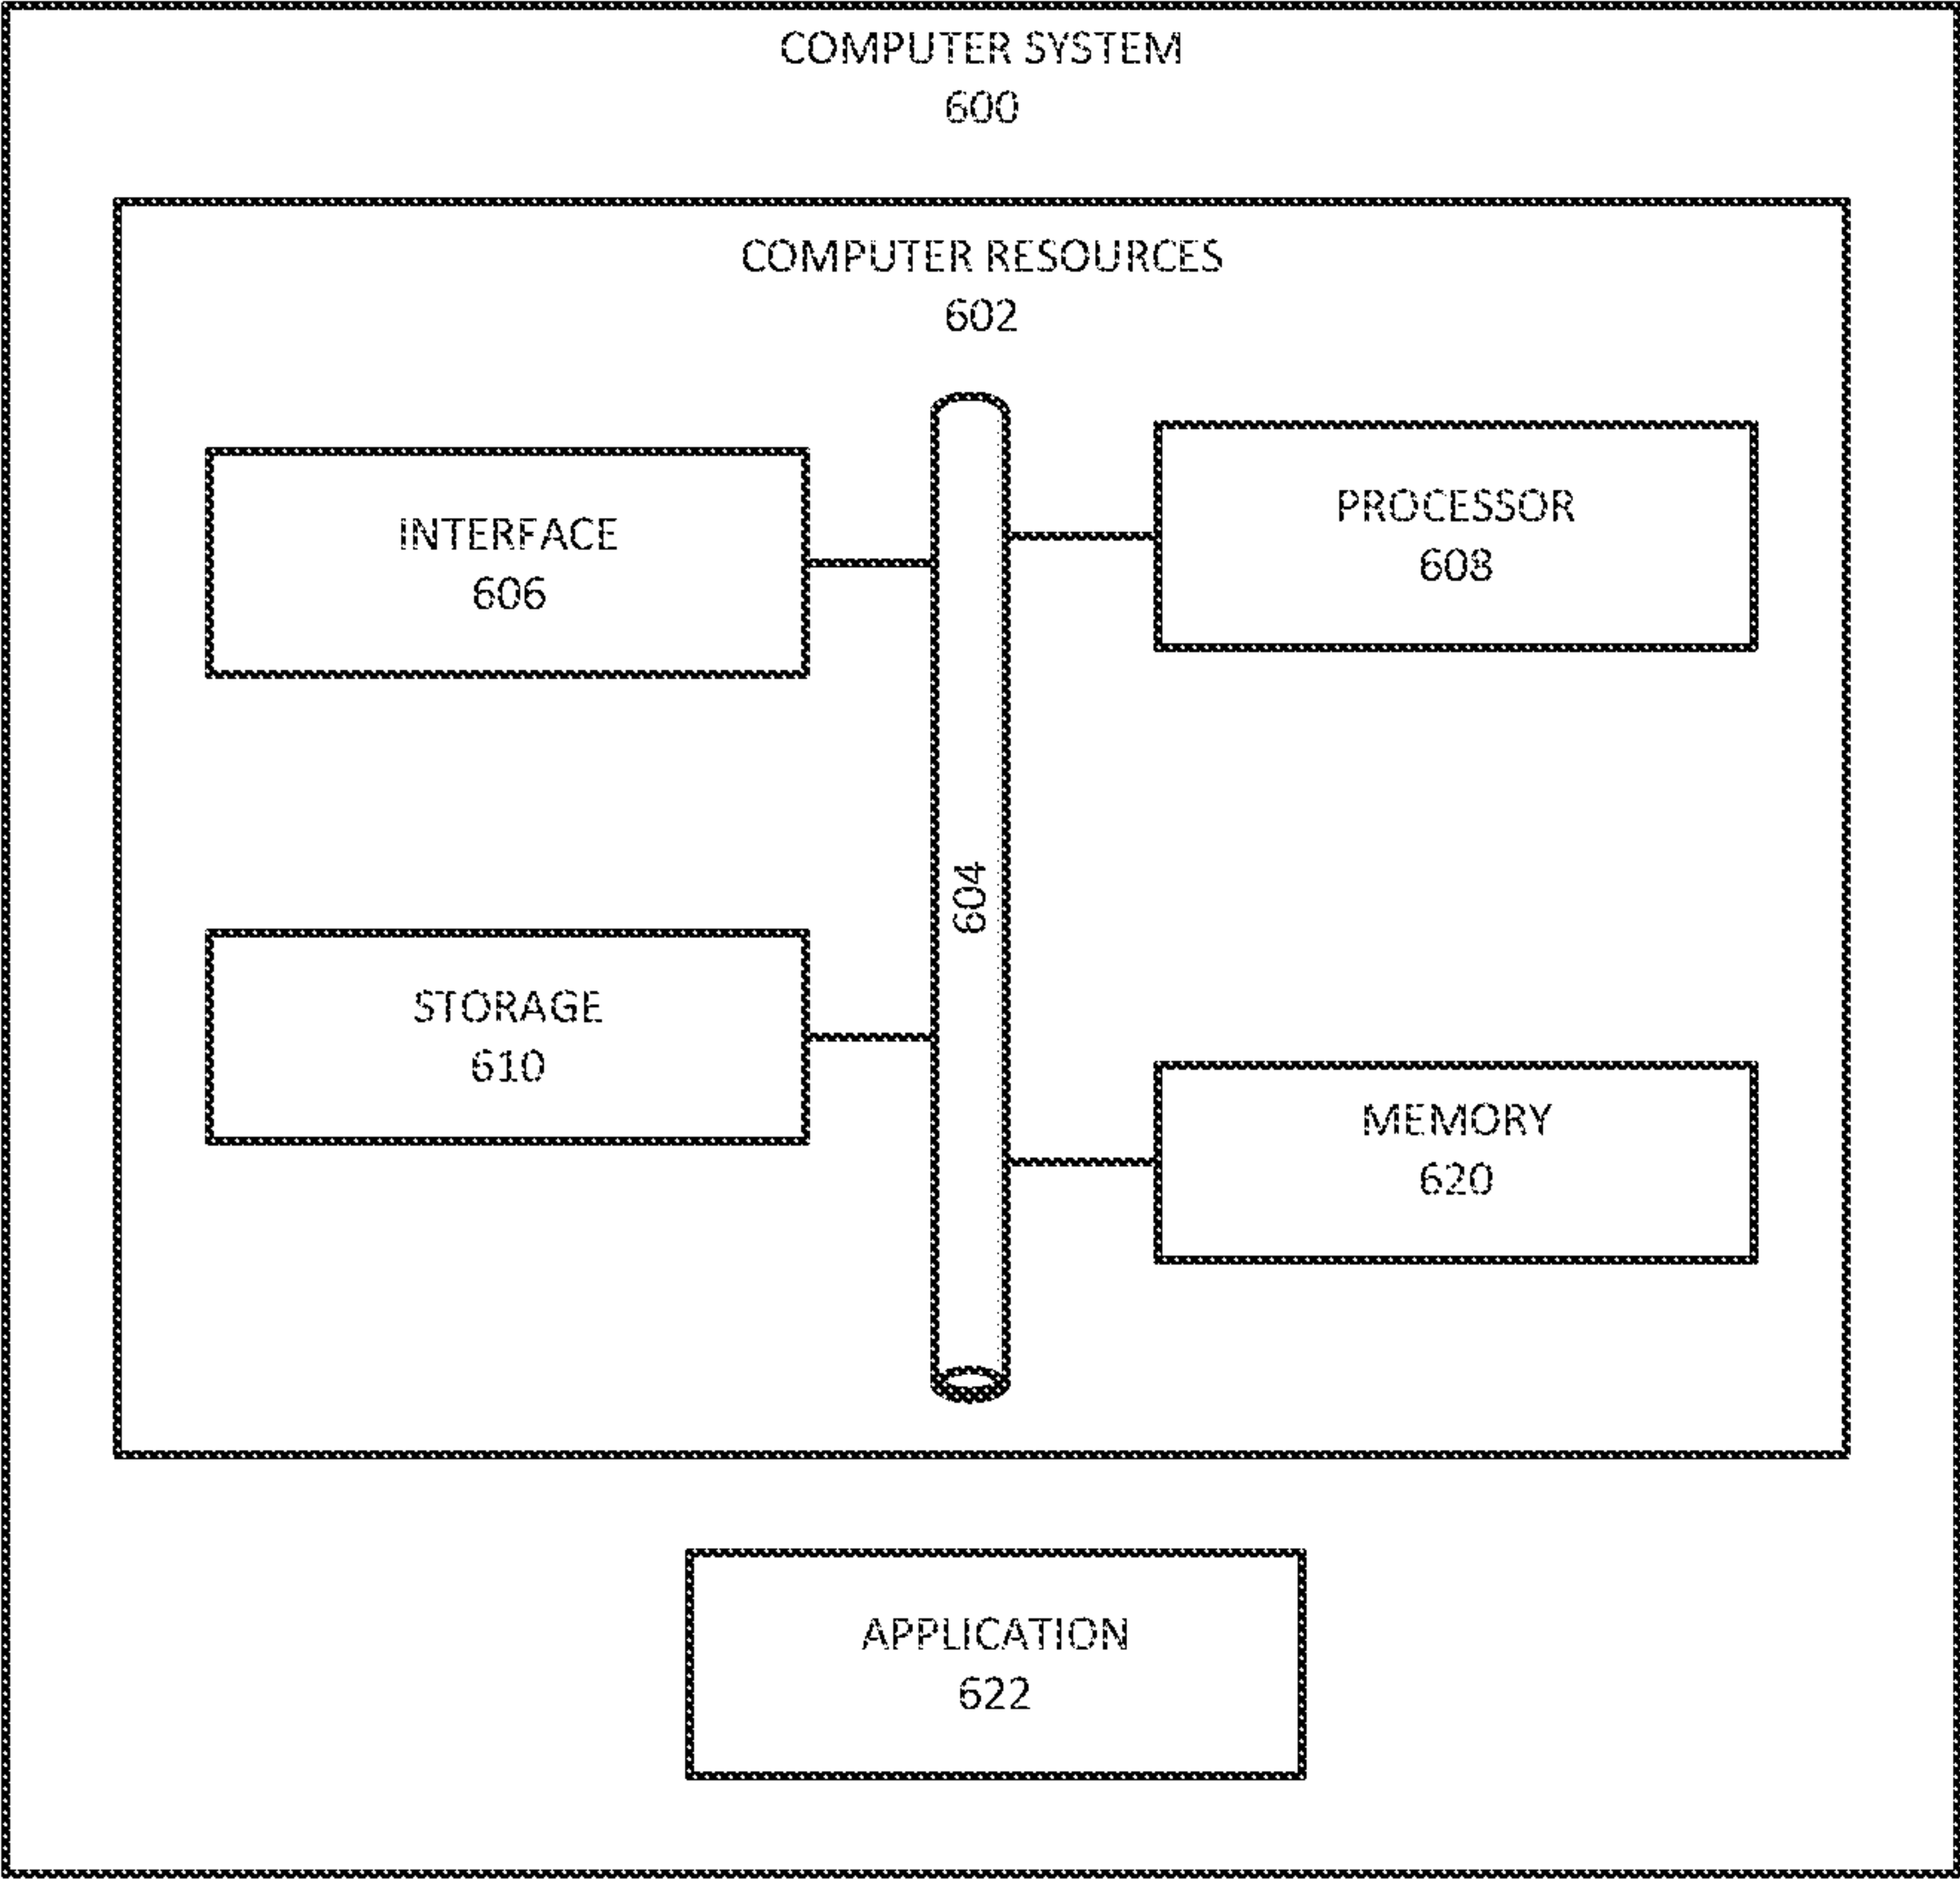 COMPUTER SYSTEM
600
COMPUTER RESOURCES
602
INTERFACE
606
PROCESSOR
608
604
STORAGE
610
MEMORY
620
APPLICATION
622